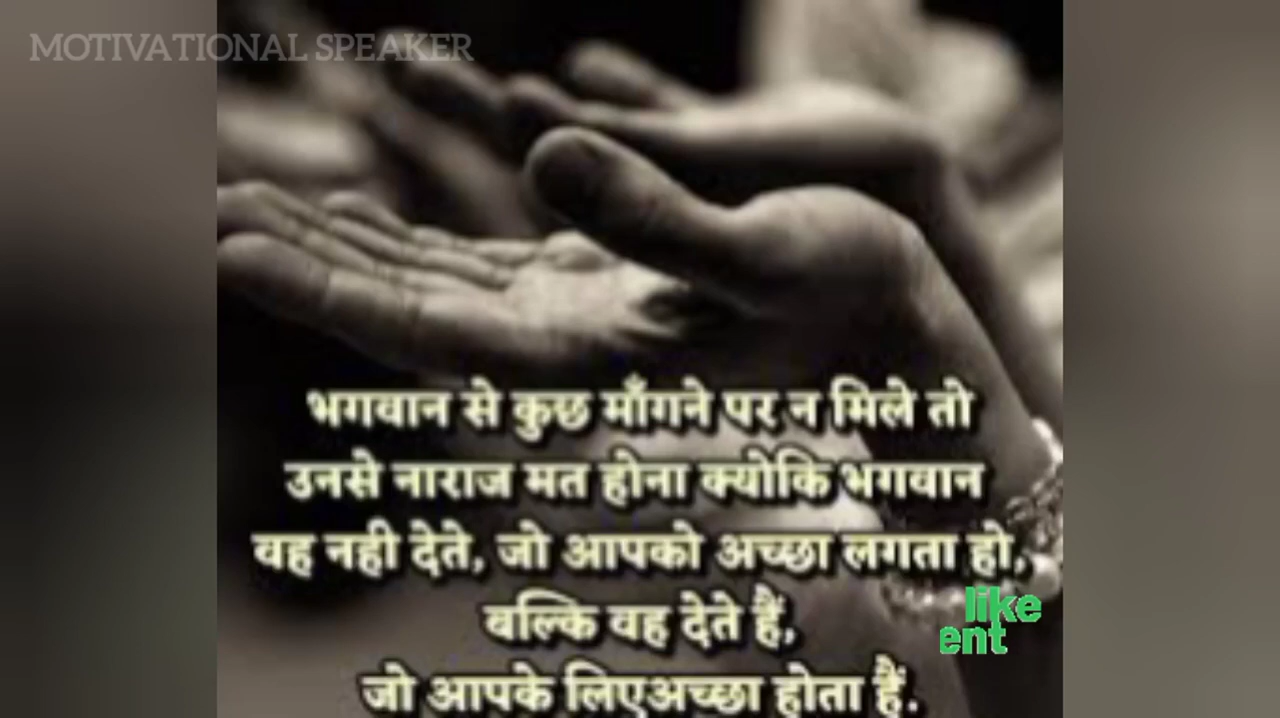 MOTIVATIONAL SPEAKER
भगवान से कुछ माँगने पर न मिले तो
उनसे नाराज मत होना क्योकि भगवान
वह नही देते, जो आपको अच्छा लगता हो,
बल्कि वह देते हैं,
जो आपके लिएअच्छा होता हैं.
like
ent